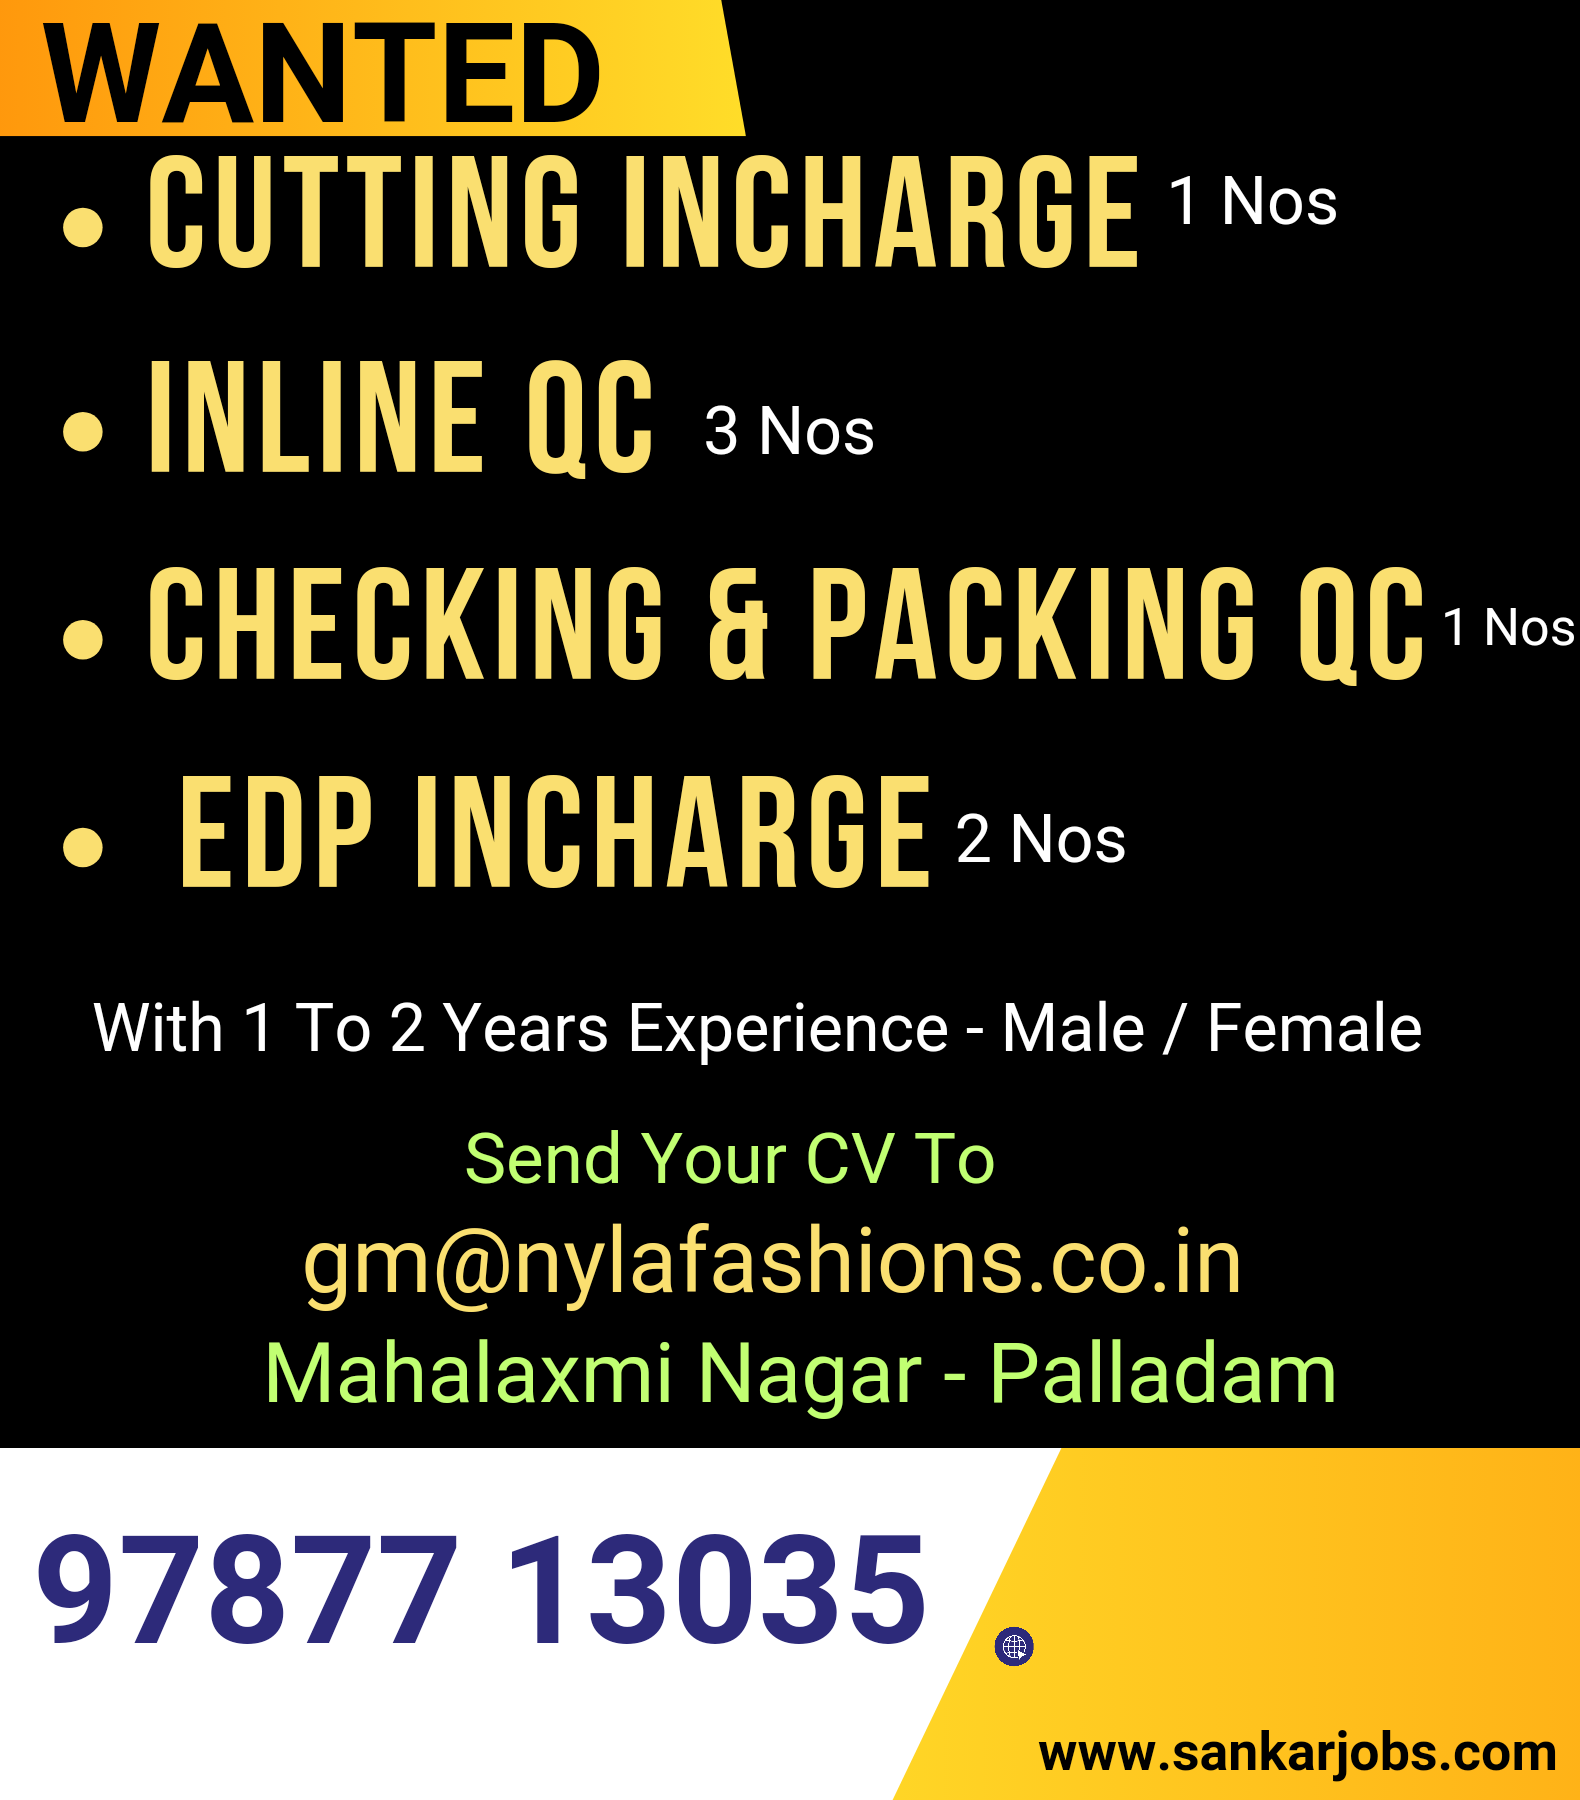 WANTED
CUTTING INCHARGE 1 Nos
INLINE QC 3 Nos
CHECKING & PACKING QC 1 Nos
EDP INCHARGE 2 Nos
With 1 To 2 Years Experience - Male / Female
Send Your CV To
gm@nylafashions.co.in
Mahalaxmi Nagar - Palladam
97877 13035
www.sankarjobs.com